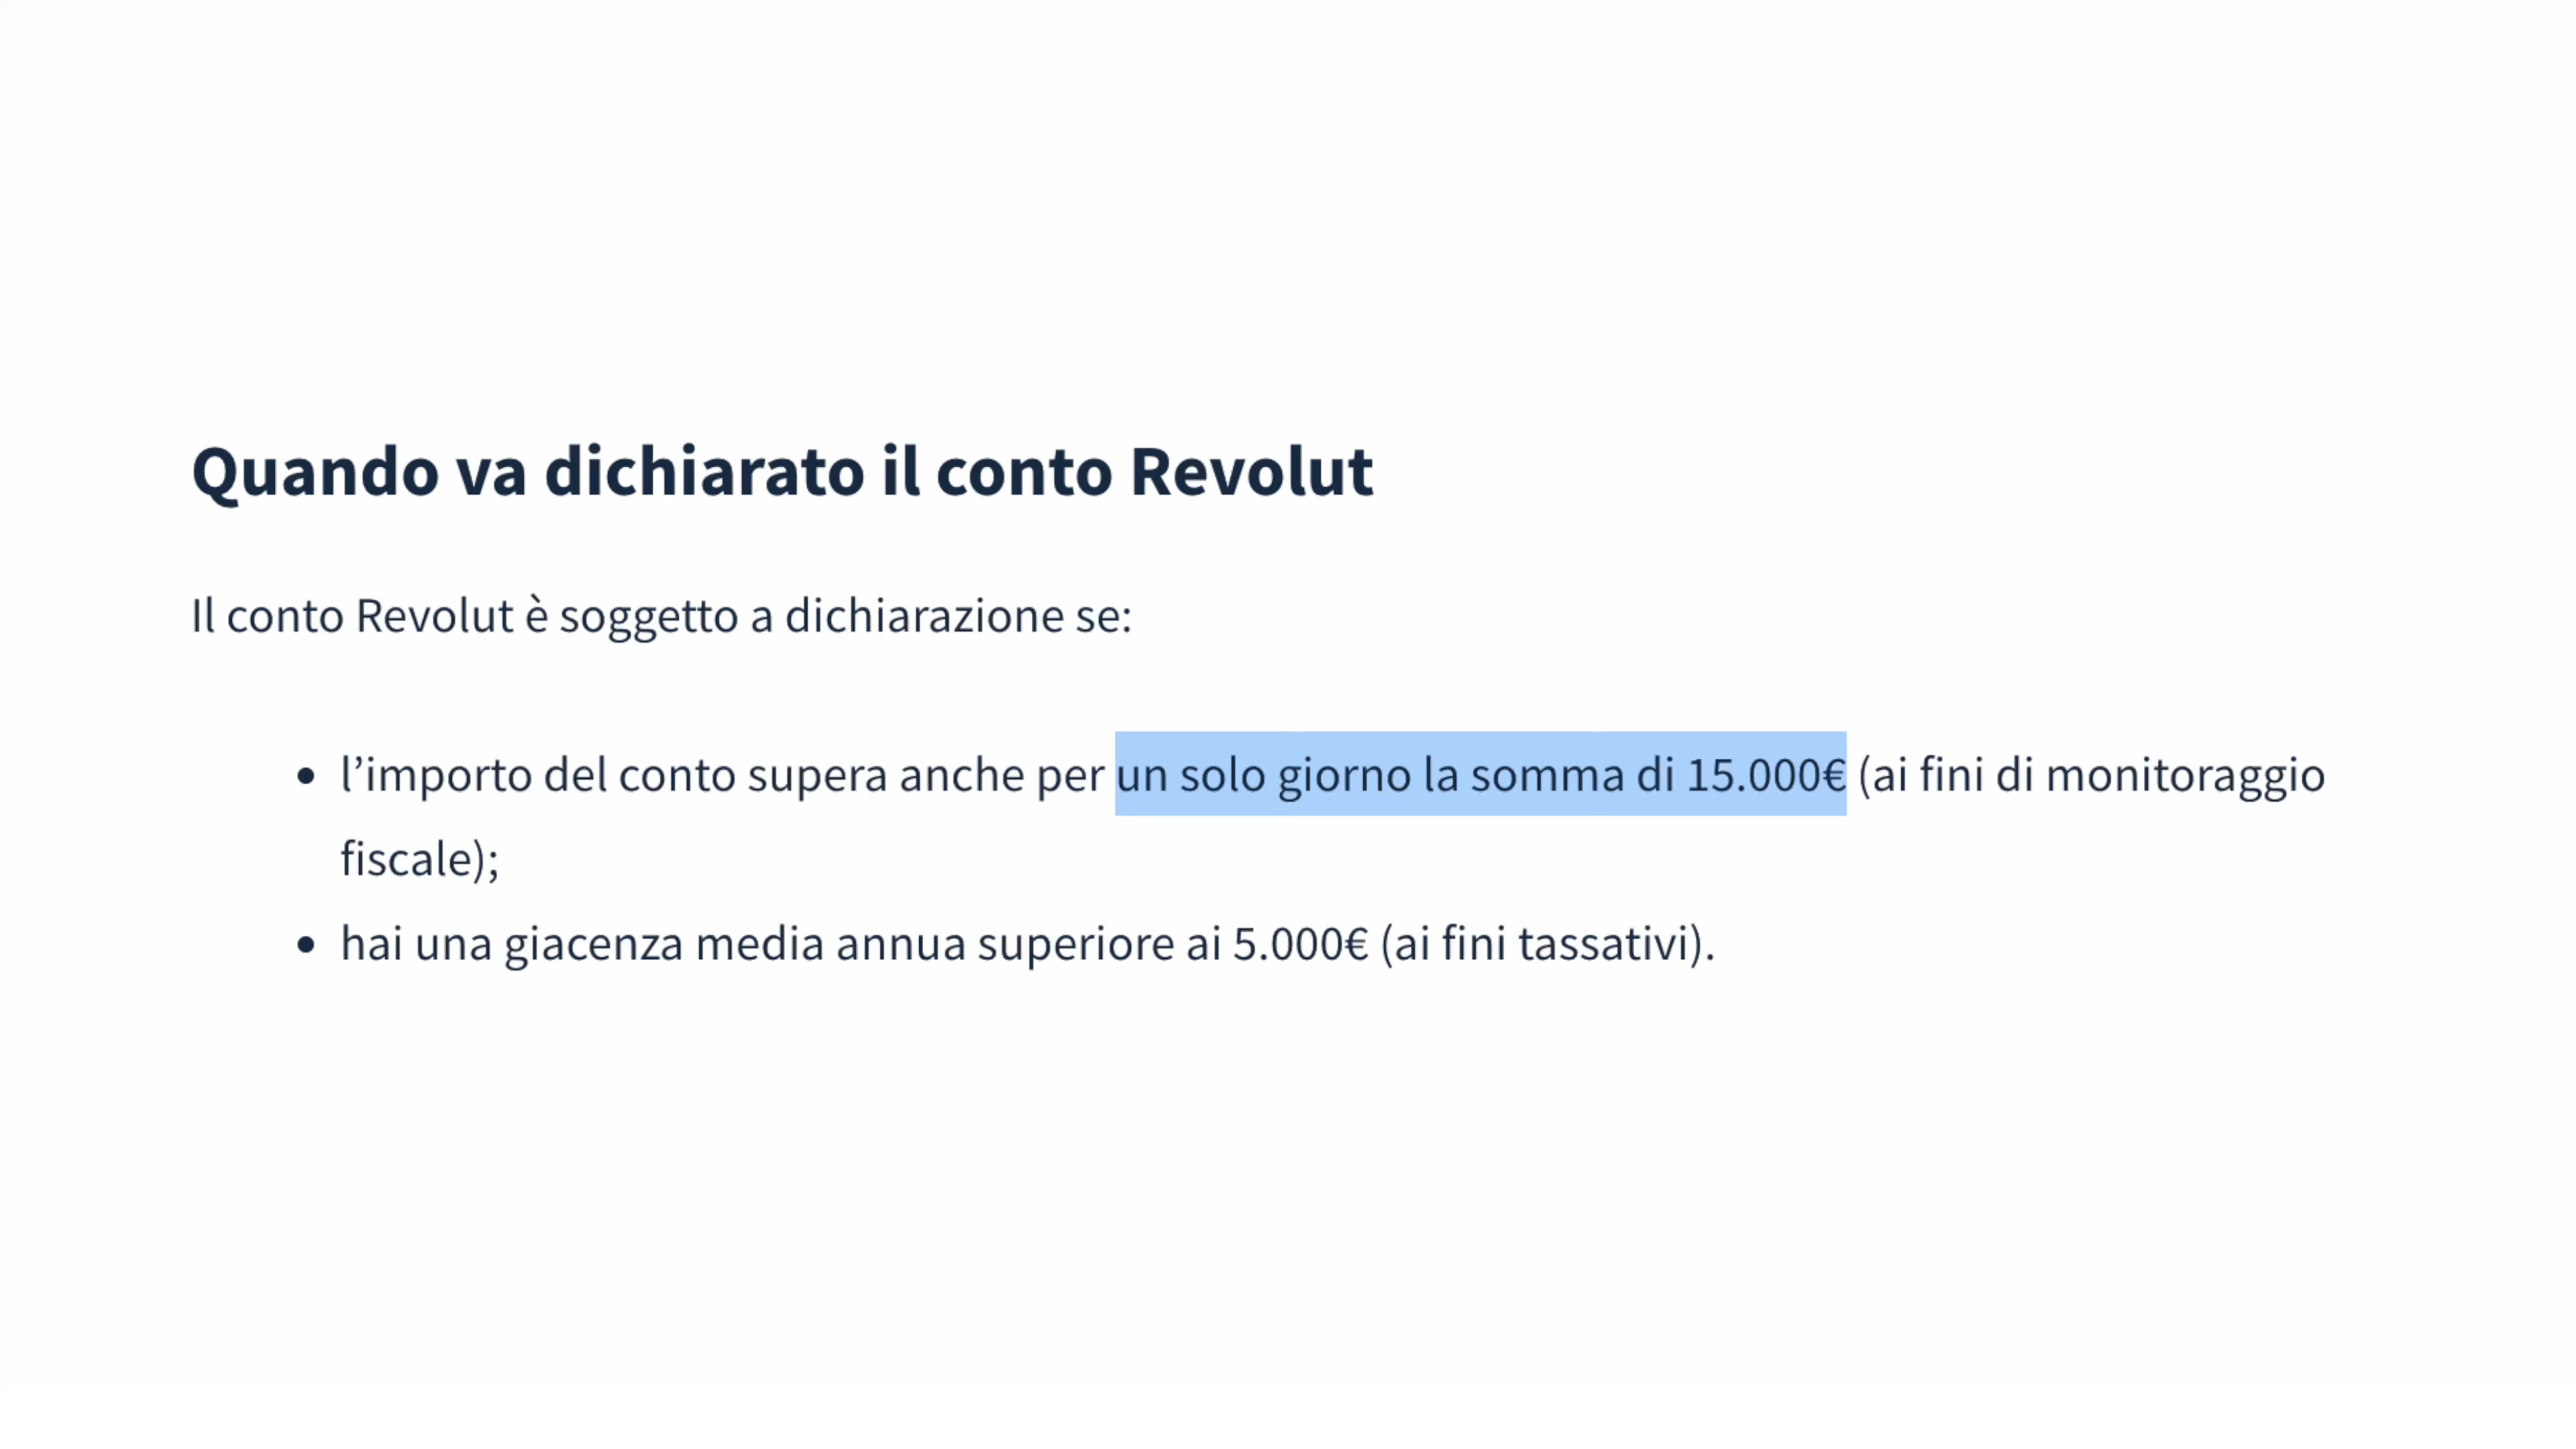 Quando va dichiarato il conto Revolut
Il conto Revolut è soggetto a dichiarazione se:
• l’importo del conto supera anche per un solo giorno la somma di 15.000€ (ai fini di monitoraggio
fiscale);
• hai una giacenza media annua superiore ai 5.000€ (ai fini tassativi).